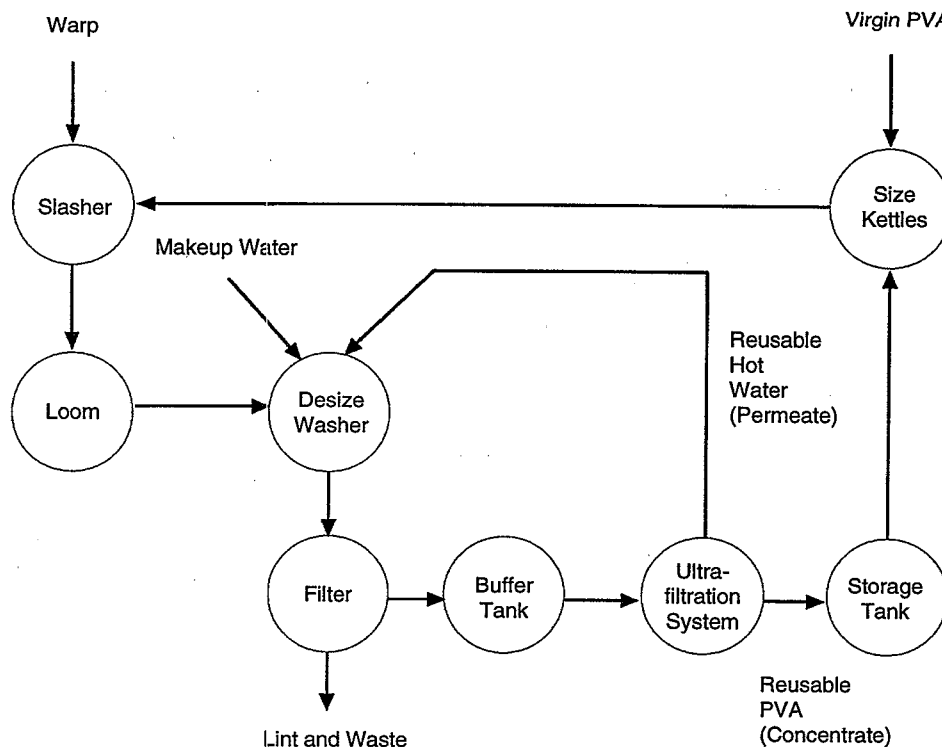 Warp
Virgin PVA
Slasher
Size
Kettles
Makeup Water
Reusable
Hot
Water
(Permeate)
Loom
Desize
Washer
Filter
Buffer
Tank
Ultra-
filtration
System
Storage
Tank
Reusable
PVA
(Concentrate)
Lint and Waste